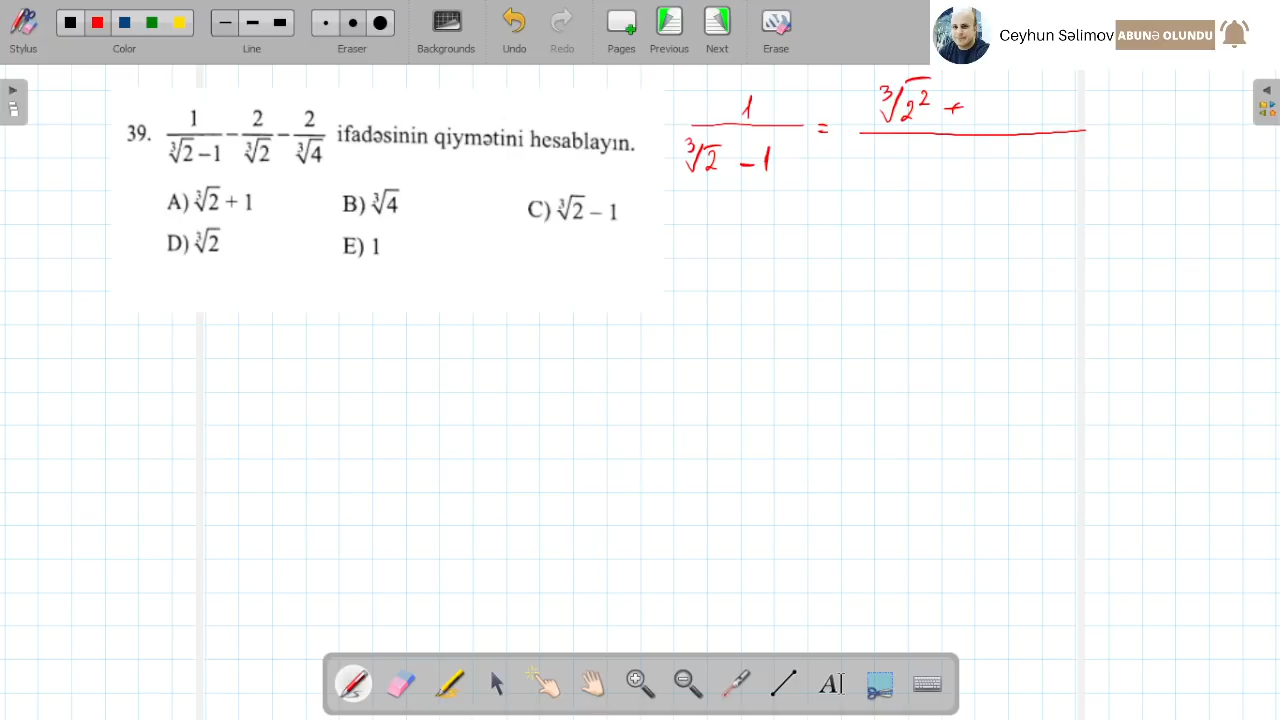 Stylus Color Line Eraser Backgrounds Undo Redo Pages Previous Next Erase
Ceyhun Səlimov ABUNƏ OLUNDU
39. 1/(∛2 − 1) − 2/∛2 − 2/∛4 ifadəsinin qiymətini hesablayın.
A) ∛2 + 1 B) ∛4 C) ∛2 − 1
D) ∛2 E) 1
1/(∛2 − 1) = ∛2² +